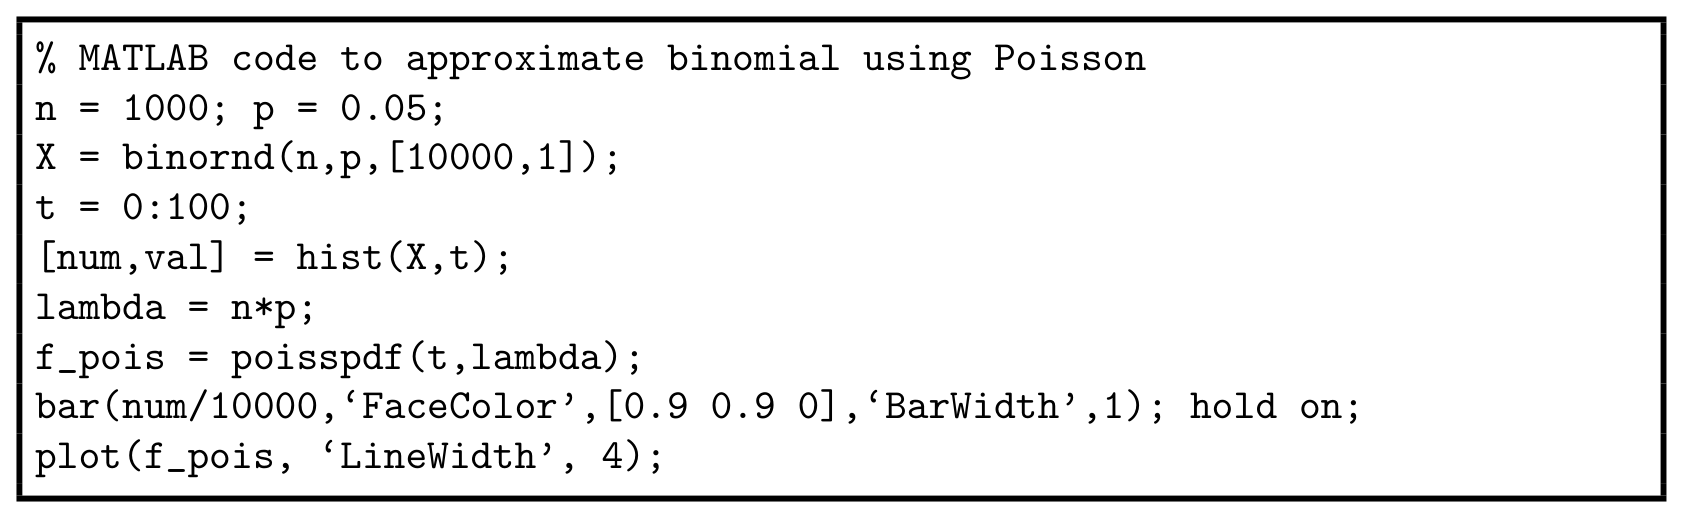 % MATLAB code to approximate binomial using Poisson
n = 1000; p = 0.05;
X = binornd(n,p,[10000,1]);
t = 0:100;
[num,val] = hist(X,t);
lambda = n*p;
f_pois = poisspdf(t,lambda);
bar(num/10000,‘FaceColor’,[0.9 0.9 0],‘BarWidth’,1); hold on;
plot(f_pois, ‘LineWidth’, 4);